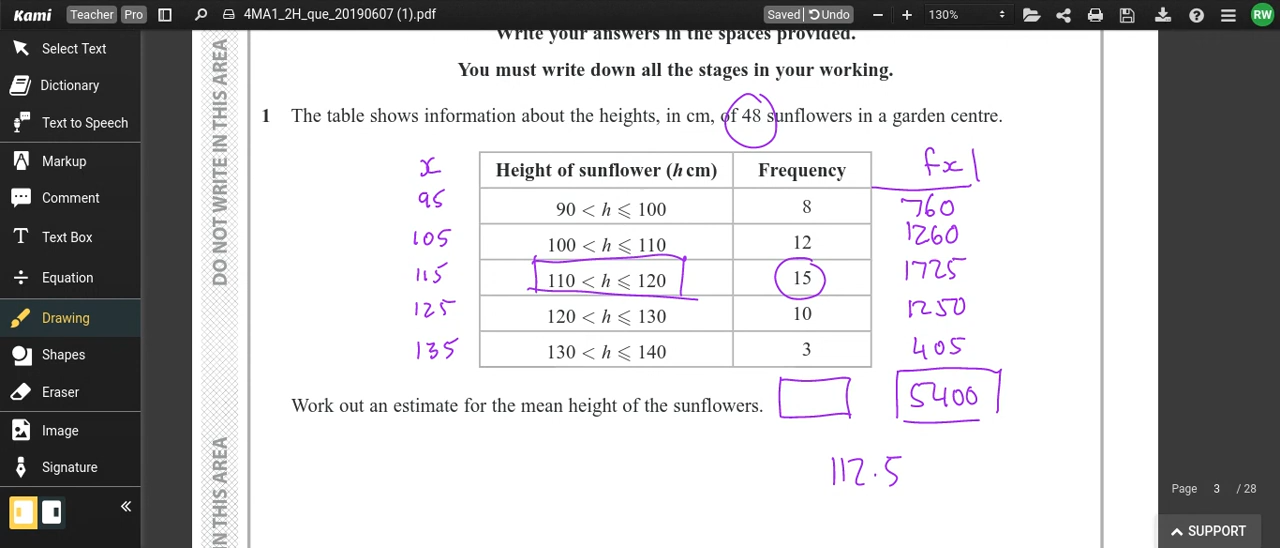 Kami Teacher Pro 4MA1_2H_que_20190607 (1).pdf Saved Undo 130% RW
Select Text
Dictionary
Text to Speech
Markup
Comment
Text Box
Equation
Drawing
Shapes
Eraser
Image
Signature
DO NOT WRITE IN THIS AREA
IN THIS AREA
Write your answers in the spaces provided.
You must write down all the stages in your working.
1 The table shows information about the heights, in cm, of 48 sunflowers in a garden centre.
x Height of sunflower (h cm) Frequency fx
95 90 < h ⩽ 100 8 760
105 100 < h ⩽ 110 12 1260
115 110 < h ⩽ 120 15 1725
125 120 < h ⩽ 130 10 1250
135 130 < h ⩽ 140 3 405
Work out an estimate for the mean height of the sunflowers. 5400
112.5
Page 3 / 28
SUPPORT